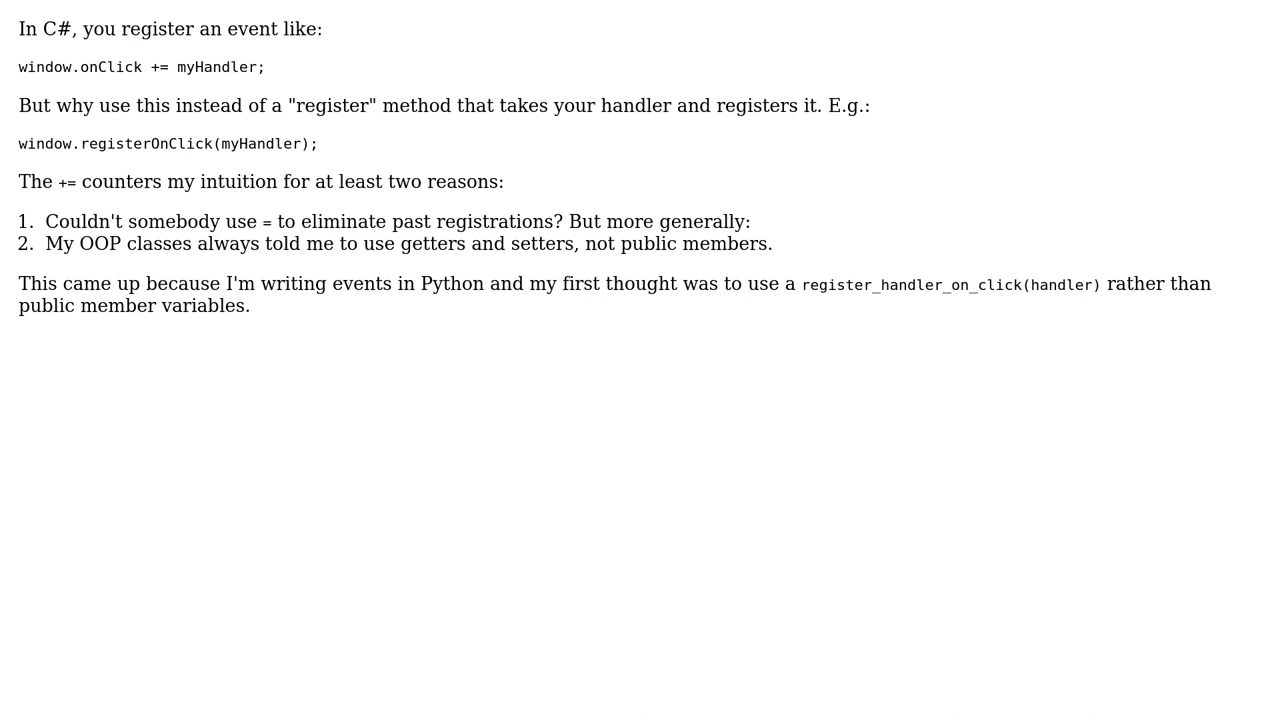 In C#, you register an event like:
window.onClick += myHandler;
But why use this instead of a "register" method that takes your handler and registers it. E.g.:
window.registerOnClick(myHandler);
The += counters my intuition for at least two reasons:
1. Couldn't somebody use = to eliminate past registrations? But more generally:
2. My OOP classes always told me to use getters and setters, not public members.
This came up because I'm writing events in Python and my first thought was to use a register_handler_on_click(handler) rather than
public member variables.